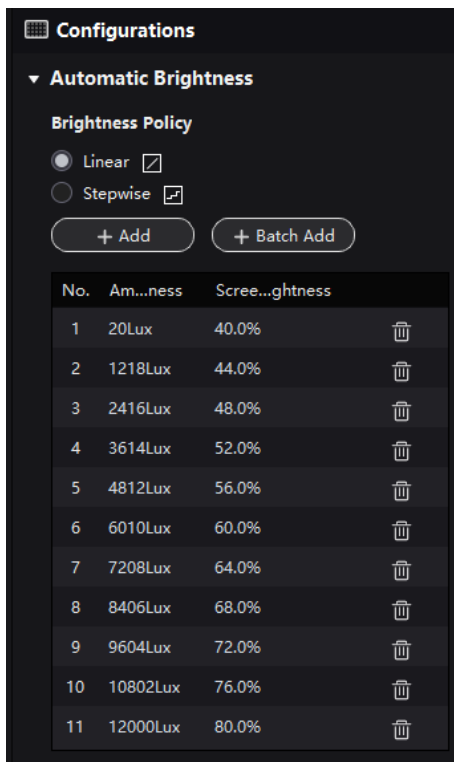 Configurations
Automatic Brightness
Brightness Policy
Linear
Stepwise
+ Add + Batch Add
No. Am...ness Scree...ghtness
1 20Lux 40.0%
2 1218Lux 44.0%
3 2416Lux 48.0%
4 3614Lux 52.0%
5 4812Lux 56.0%
6 6010Lux 60.0%
7 7208Lux 64.0%
8 8406Lux 68.0%
9 9604Lux 72.0%
10 10802Lux 76.0%
11 12000Lux 80.0%